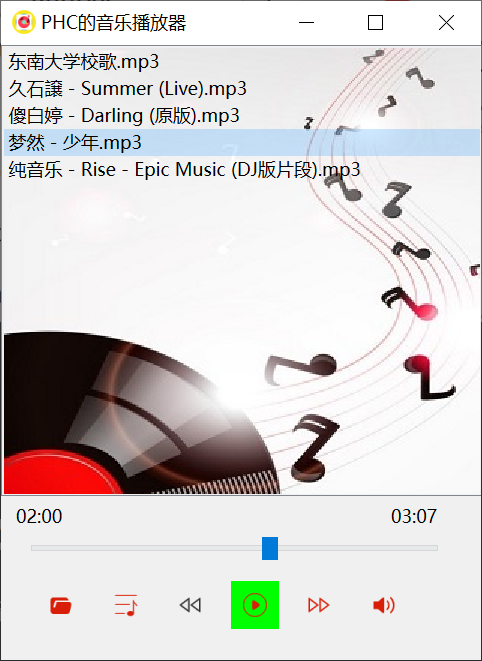 PHC的音乐播放器
东南大学校歌.mp3
久石譲 - Summer (Live).mp3
傻白婷 - Darling (原版).mp3
梦然 - 少年.mp3
纯音乐 - Rise - Epic Music (DJ版片段).mp3
02:00 03:07